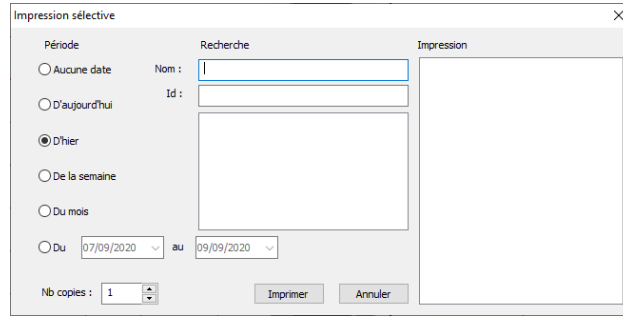 Impression sélective
Période
Recherche
Impression
Aucune date
Nom :
Id :
D'aujourd'hui
D'hier
De la semaine
Du mois
Du 07/09/2020 au 09/09/2020
Nb copies : 1
Imprimer
Annuler